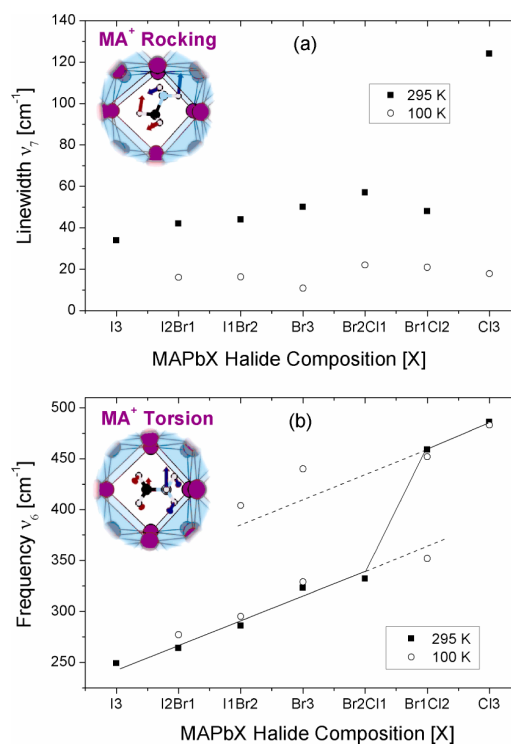 140
120
100
80
60
40
20
0
Linewidth ν7 [cm-1]
MA+ Rocking
(a)
295 K
100 K
I3 I2Br1 I1Br2 Br3 Br2Cl1 Br1Cl2 Cl3
MAPbX Halide Composition [X]
500
450
400
350
300
250
Frequency ν6 [cm-1]
MA+ Torsion
(b)
295 K
100 K
I3 I2Br1 I1Br2 Br3 Br2Cl1 Br1Cl2 Cl3
MAPbX Halide Composition [X]